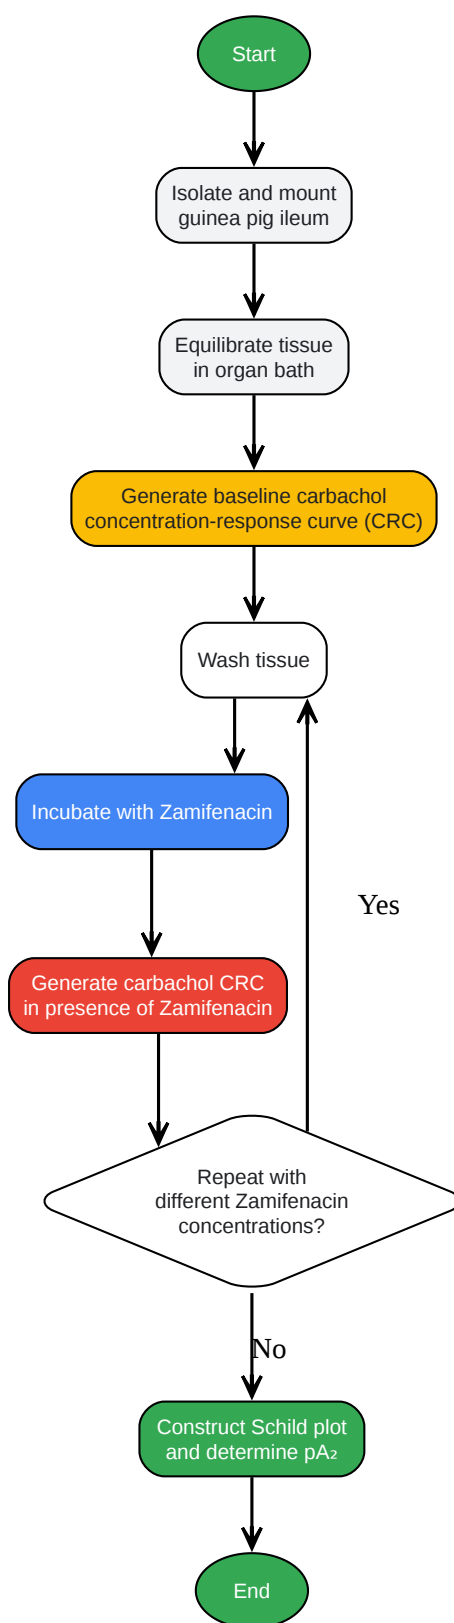 Start
Isolate and mount
guinea pig ileum
Equilibrate tissue
in organ bath
Generate baseline carbachol
concentration-response curve (CRC)
Wash tissue
Incubate with Zamifenacin
Yes
Generate carbachol CRC
in presence of Zamifenacin
Repeat with
different Zamifenacin
concentrations?
No
Construct Schild plot
and determine pA₂
End